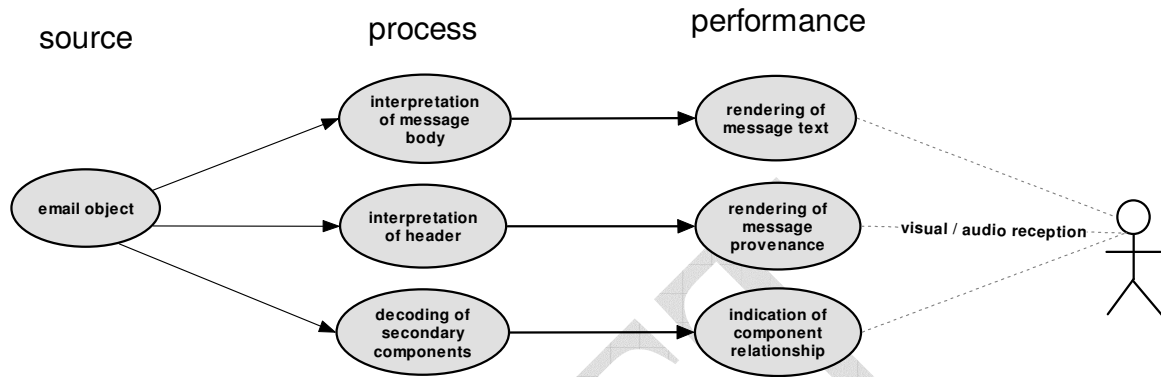 source
process
performance
email object
interpretation
of message
body
rendering of
message text
interpretation
of header
rendering of
message
provenance
visual / audio reception
decoding of
secondary
components
indication of
component
relationship